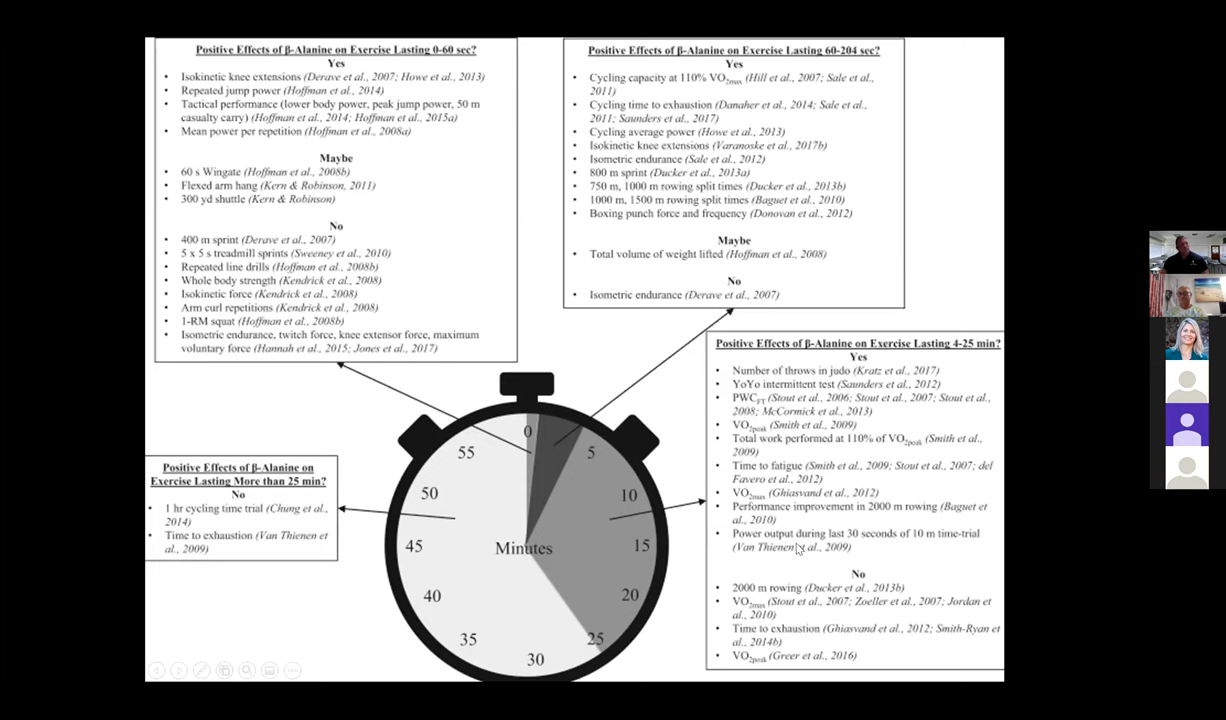 Positive Effects of β-Alanine on Exercise Lasting 0-60 sec?
Yes
• Isokinetic knee extensions (Derave et al., 2007; Howe et al., 2013)
• Repeated jump power (Hoffman et al., 2014)
• Tactical performance (lower body power, peak jump power, 50 m
casualty carry) (Hoffman et al., 2014; Hoffman et al., 2015a)
• Mean power per repetition (Hoffman et al., 2008a)
Maybe
• 60 s Wingate (Hoffman et al., 2008b)
• Flexed arm hang (Kern & Robinson, 2011)
• 300 yd shuttle (Kern & Robinson)
No
• 400 m sprint (Derave et al., 2007)
• 5 x 5 s treadmill sprints (Sweeney et al., 2010)
• Repeated line drills (Hoffman et al., 2008b)
• Whole body strength (Kendrick et al., 2008)
• Isokinetic force (Kendrick et al., 2008)
• Arm curl repetitions (Kendrick et al., 2008)
• 1-RM squat (Hoffman et al., 2008b)
• Isometric endurance, twitch force, knee extensor force, maximum
voluntary force (Hannah et al., 2015; Jones et al., 2017)
Positive Effects of β-Alanine on Exercise Lasting 60-204 sec?
Yes
• Cycling capacity at 110% VO2max (Hill et al., 2007; Sale et al.,
2011)
• Cycling time to exhaustion (Danaher et al., 2014; Sale et al.,
2011; Saunders et al., 2017)
• Cycling average power (Howe et al., 2013)
• Isokinetic knee extensions (Varanoske et al., 2017b)
• Isometric endurance (Sale et al., 2012)
• 800 m sprint (Ducker et al., 2013a)
• 750 m, 1000 m rowing split times (Ducker et al., 2013b)
• 1000 m, 1500 m rowing split times (Baguet et al., 2010)
• Boxing punch force and frequency (Donovan et al., 2012)
Maybe
• Total volume of weight lifted (Hoffman et al., 2008)
No
• Isometric endurance (Derave et al., 2007)
Positive Effects of β-Alanine on Exercise Lasting 4-25 min?
Yes
• Number of throws in judo (Kratz et al., 2017)
• YoYo intermittent test (Saunders et al., 2012)
• PWCFT (Stout et al., 2006; Stout et al., 2007; Stout et al.,
2008; McCormick et al., 2013)
• VO2peak (Smith et al., 2009)
• Total work performed at 110% of VO2peak (Smith et al.,
2009)
• Time to fatigue (Smith et al., 2009; Stout et al., 2007; del
Favero et al., 2012)
• VO2max (Ghiasvand et al., 2012)
• Performance improvement in 2000 m rowing (Baguet et
al., 2010)
• Power output during last 30 seconds of 10 m time-trial
(Van Thienen et al., 2009)
No
• 2000 m rowing (Ducker et al., 2013b)
• VO2max (Stout et al., 2007; Zoeller et al., 2007; Jordan et
al., 2010)
• Time to exhaustion (Ghiasvand et al., 2012; Smith-Ryan et
al., 2014b)
• VO2peak (Greer et al., 2016)
Positive Effects of β-Alanine on
Exercise Lasting More than 25 min?
No
• 1 hr cycling time trial (Chung et al.,
2014)
• Time to exhaustion (Van Thienen et
al., 2009)
0
5
10
15
20
25
30
35
40
45
50
55
Minutes